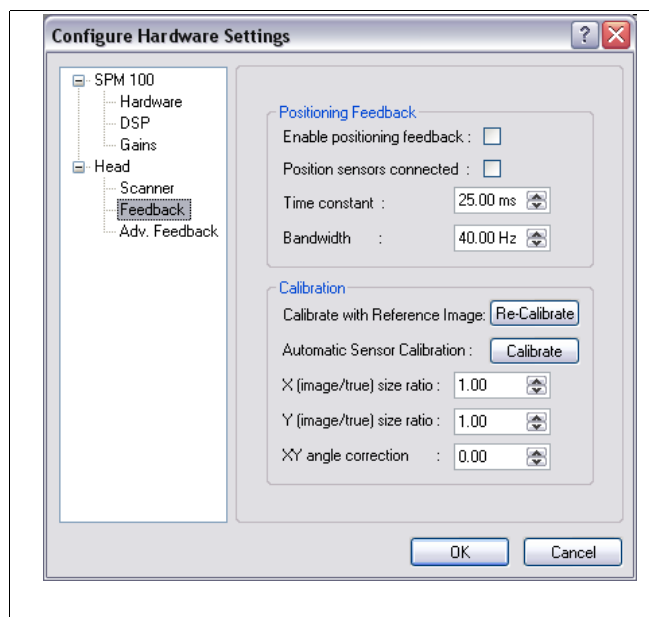 Configure Hardware Settings
SPM 100
Hardware
DSP
Gains
Head
Scanner
Feedback
Adv. Feedback
Positioning Feedback
Enable positioning feedback :
Position sensors connected :
Time constant : 25.00 ms
Bandwidth : 40.00 Hz
Calibration
Calibrate with Reference Image: Re-Calibrate
Automatic Sensor Calibration : Calibrate
X (image/true) size ratio : 1.00
Y (image/true) size ratio : 1.00
XY angle correction : 0.00
OK Cancel